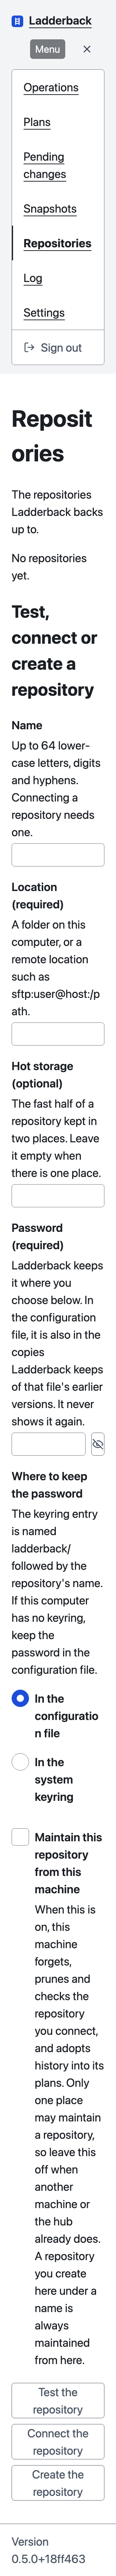 Ladderback
Menu
Operations
Plans
Pending
changes
Snapshots
Repositories
Log
Settings
Sign out
Reposit
ories
The repositories
Ladderback backs
up to.
No repositories
yet.
Test,
connect or
create a
repository
Name
Up to 64 lower-
case letters, digits
and hyphens.
Connecting a
repository needs
one.
Location
(required)
A folder on this
computer, or a
remote location
such as
sftp:user@host:/p
ath.
Hot storage
(optional)
The fast half of a
repository kept in
two places. Leave
it empty when
there is one place.
Password
(required)
Ladderback keeps
it where you
choose below. In
the configuration
file, it is also in the
copies
Ladderback keeps
of that file's earlier
versions. It never
shows it again.
Where to keep
the password
The keyring entry
is named
ladderback/
followed by the
repository's name.
If this computer
has no keyring,
keep the
password in the
configuration file.
In the
configuratio
n file
In the
system
keyring
Maintain this
repository
from this
machine
When this is
on, this
machine
forgets,
prunes and
checks the
repository
you connect,
and adopts
history into its
plans. Only
one place
may maintain
a repository,
so leave this
off when
another
machine or
the hub
already does.
A repository
you create
here under a
name is
always
maintained
from here.
Test the
repository
Connect the
repository
Create the
repository
Version
0.5.0+18ff463